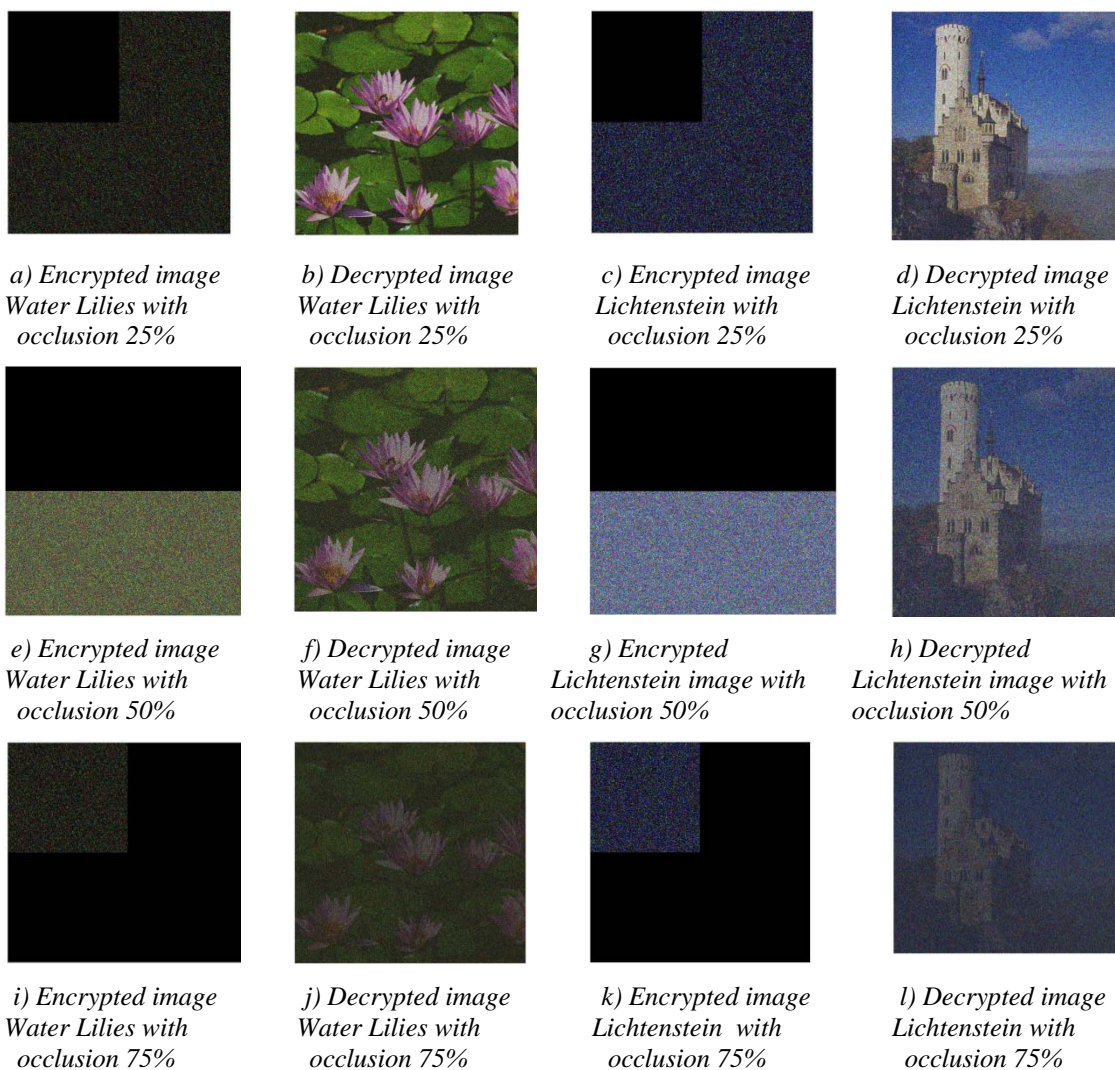 a) Encrypted image
Water Lilies with
occlusion 25%
b) Decrypted image
Water Lilies with
occlusion 25%
c) Encrypted image
Lichtenstein with
occlusion 25%
d) Decrypted image
Lichtenstein with
occlusion 25%
e) Encrypted image
Water Lilies with
occlusion 50%
f) Decrypted image
Water Lilies with
occlusion 50%
g) Encrypted
Lichtenstein image with
occlusion 50%
h) Decrypted
Lichtenstein image with
occlusion 50%
i) Encrypted image
Water Lilies with
occlusion 75%
j) Decrypted image
Water Lilies with
occlusion 75%
k) Encrypted image
Lichtenstein with
occlusion 75%
l) Decrypted image
Lichtenstein with
occlusion 75%